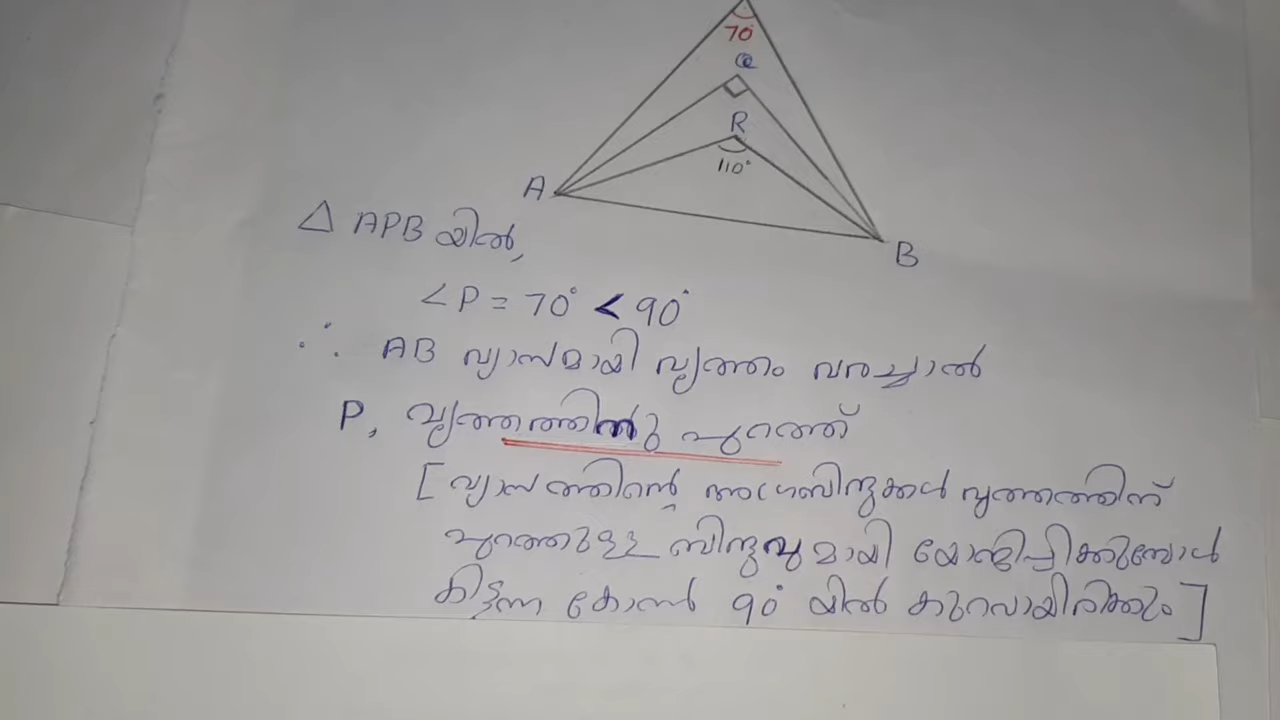 70°
Q
R
110°
A
B
△ APB യിൽ,
∠P = 70° < 90°
∴ AB വ്യാസമായി വൃത്തം വരച്ചാൽ
P, വൃത്തത്തിനു പുറത്ത്
[വ്യാസത്തിന്റെ അഗ്രബിന്ദുക്കൾ വൃത്തത്തിന്
പുറത്തുള്ള ബിന്ദുവുമായി യോജിപ്പിക്കുമ്പോൾ
കിട്ടുന്ന കോൺ 90° യിൽ കുറവായിരിക്കും]